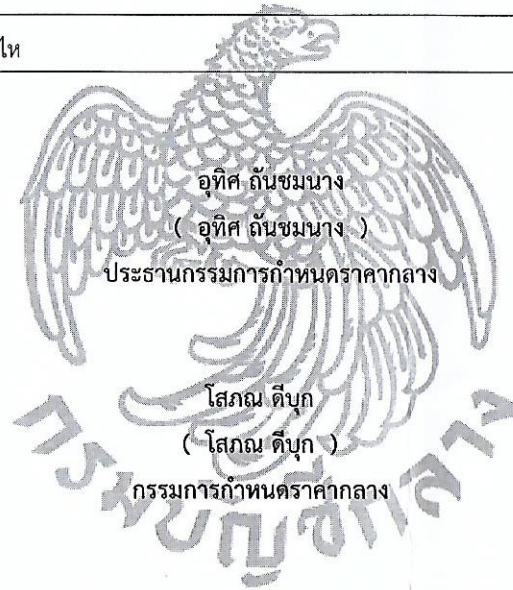 ไห
อุทิศ ถันชมนาง
( อุทิศ ถันชมนาง )
ประธานกรรมการกำหนดราคากลาง
โสภณ ดีบุก
( โสภณ ดีบุก )
กรรมการกำหนดราคากลาง
กรมบัญชีกลาง